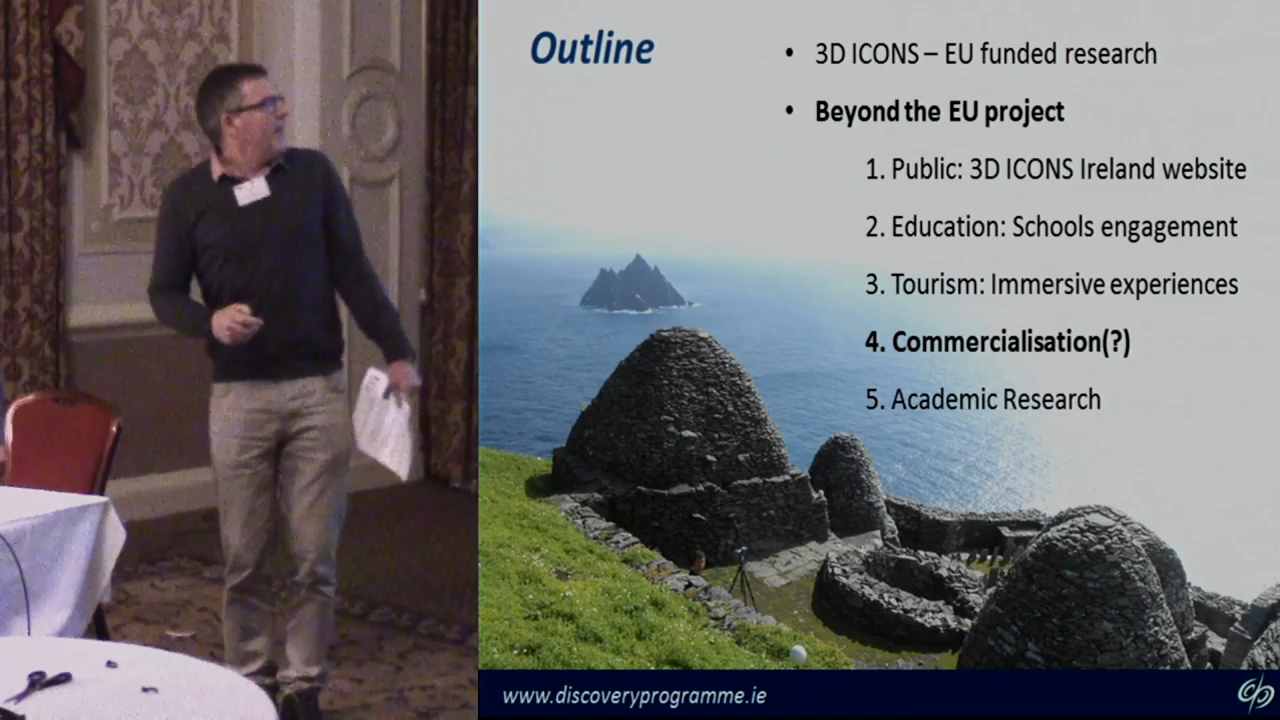 Outline
• 3D ICONS – EU funded research
• Beyond the EU project
1. Public: 3D ICONS Ireland website
2. Education: Schools engagement
3. Tourism: Immersive experiences
4. Commercialisation(?)
5. Academic Research
www.discoveryprogramme.ie